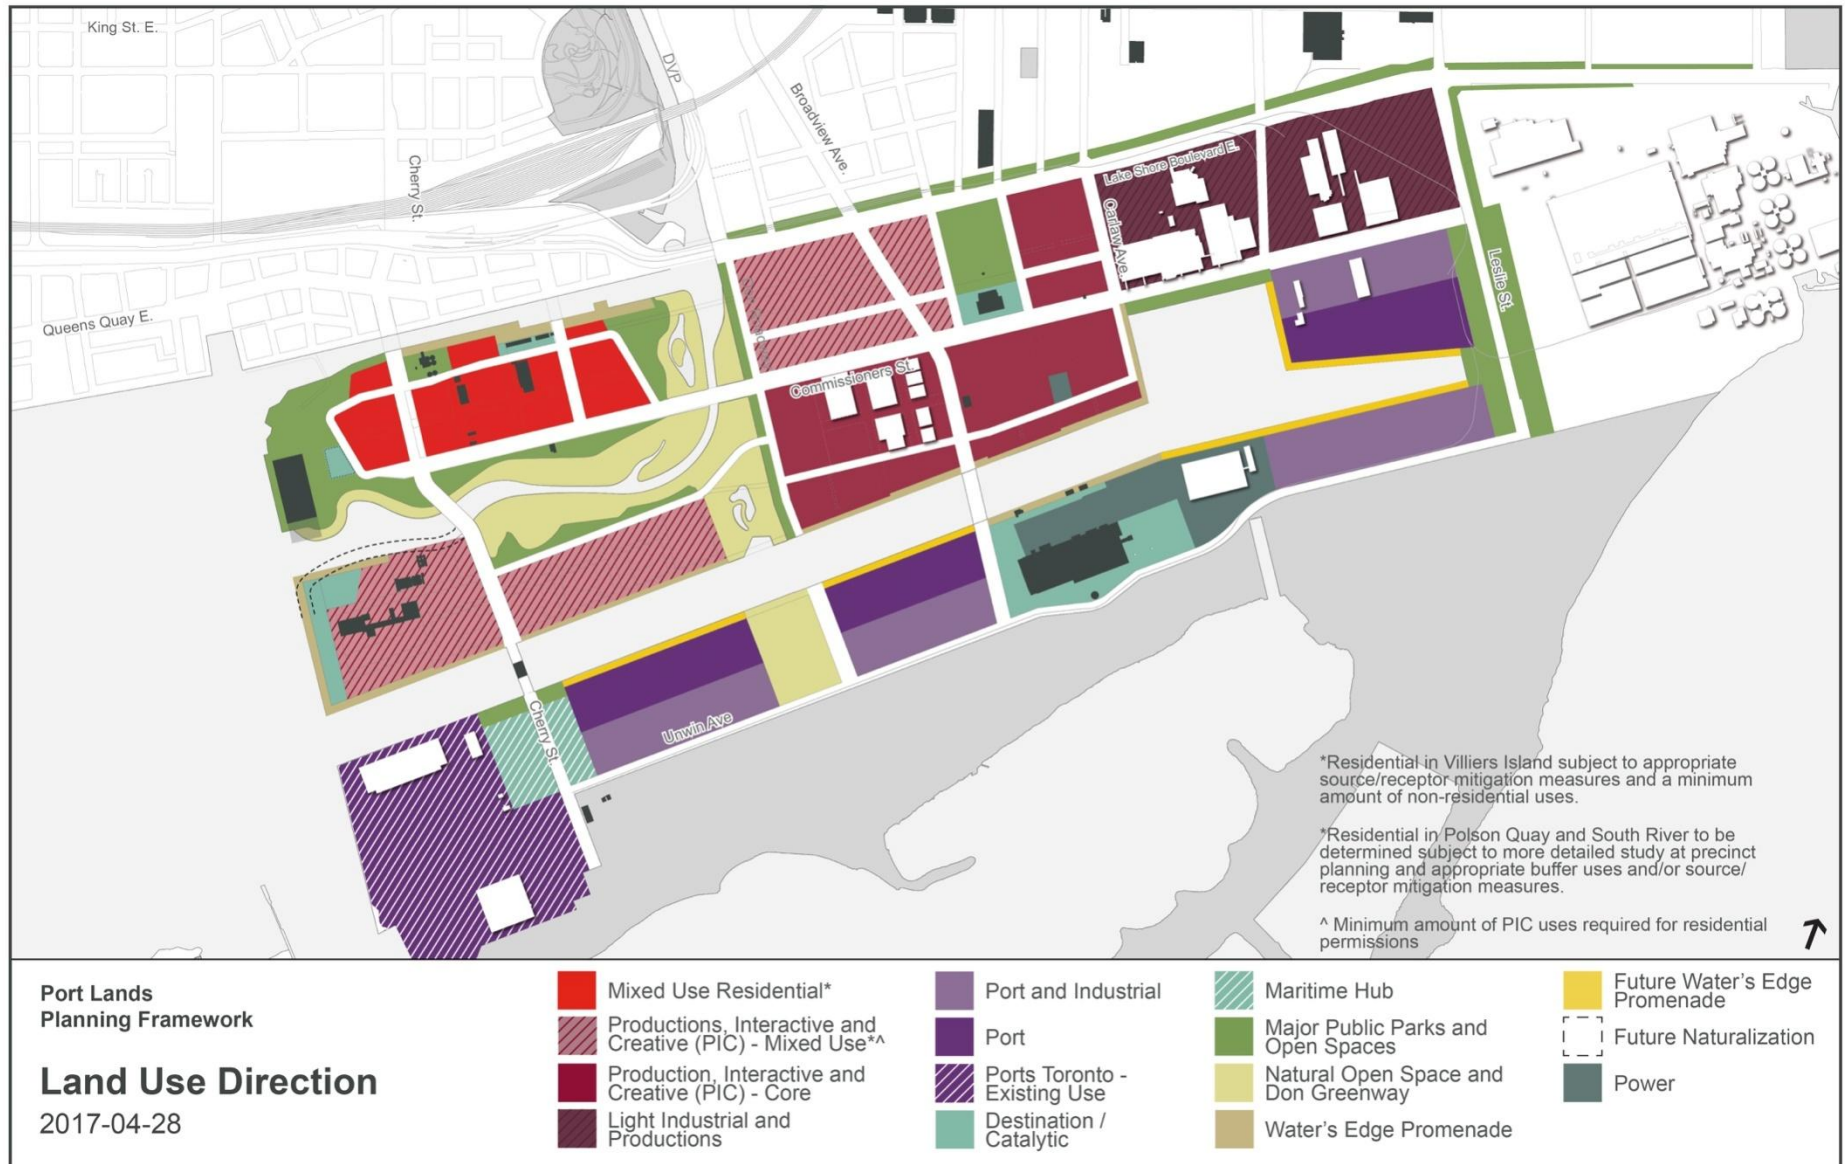 King St. E.
DVP
Broadview Ave.
Cherry St.
Lake Shore Boulevard E.
Carlaw Ave.
Leslie St.
Queens Quay E.
Commissioners St.
Cherry St.
Unwin Ave
*Residential in Villiers Island subject to appropriate
source/receptor mitigation measures and a minimum
amount of non-residential uses.
*Residential in Polson Quay and South River to be
determined subject to more detailed study at precinct
planning and appropriate buffer uses and/or source/
receptor mitigation measures.
^ Minimum amount of PIC uses required for residential
permissions
Port Lands
Planning Framework
Land Use Direction
2017-04-28
Mixed Use Residential*
Productions, Interactive and
Creative (PIC) - Mixed Use*^
Production, Interactive and
Creative (PIC) - Core
Light Industrial and
Productions
Port and Industrial
Port
Ports Toronto -
Existing Use
Destination /
Catalytic
Maritime Hub
Major Public Parks and
Open Spaces
Natural Open Space and
Don Greenway
Water's Edge Promenade
Future Water's Edge
Promenade
Future Naturalization
Power